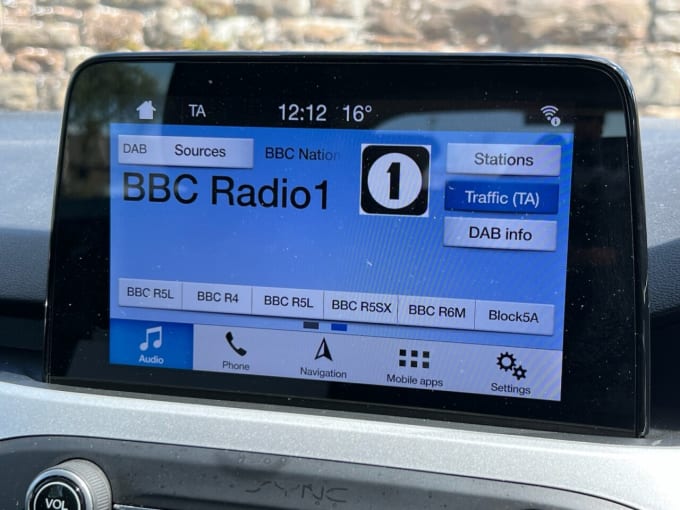 TA 12:12 16°
DAB Sources BBC Nation
1
Stations
BBC Radio1
Traffic (TA)
DAB info
BBC R5L BBC R4 BBC R5L BBC R5SX BBC R6M Block5A
Audio Phone Navigation Mobile apps Settings
VOL
SYNC